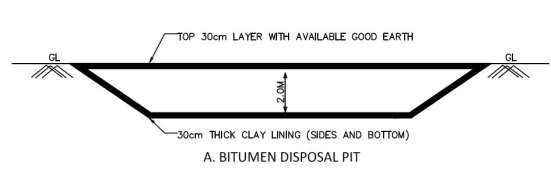 TOP 30cm LAYER WITH AVAILABLE GOOD EARTH
GL
GL
2.0M
30cm THICK CLAY LINING (SIDES AND BOTTOM)
A. BITUMEN DISPOSAL PIT